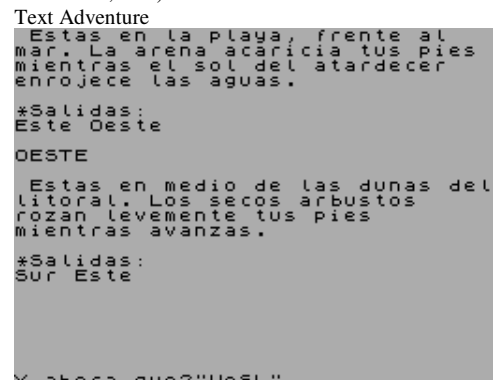 Text Adventure
Estas en la playa, frente al
mar. La arena acaricia tus pies
mientras el sol del atardecer
enrojece las aguas.
*Salidas:
Este Oeste
OESTE
Estas en medio de las dunas del
litoral. Los secos arbustos
rozan levemente tus pies
mientras avanzas.
*Salidas:
Sur Este
Y ahora que?